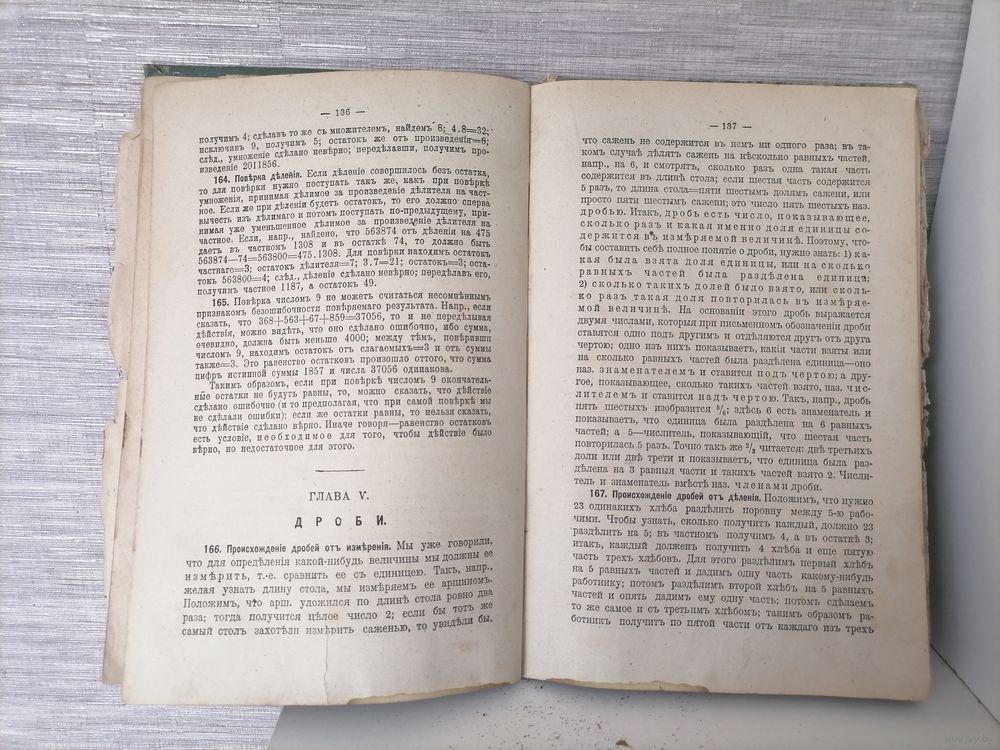 — 136 —
получимъ 4; сдѣлавъ то же съ множителемъ, найдемъ 8; 4.8=32;
исключивъ 9, получимъ 5; остатокъ же отъ произведенія=6;
слѣд., умноженіе сдѣлано невѣрно; передѣлавши, получимъ про-
изведеніе 2011856.
164. Повѣрка дѣленія. Если дѣленіе совершилось безъ остатка,
то для повѣрки нужно поступать такъ же, какъ при повѣркѣ
умноженія, принимая дѣлимое за произведеніе дѣлителя на част-
ное. Если же при дѣленіи будетъ остатокъ, то его должно сперва
вычесть изъ дѣлимаго и потомъ поступать по-предыдущему, при-
нимая уже уменьшенное дѣлимое за произведеніе дѣлителя на
частное. Если, напр., найдено, что 563874 отъ дѣленія на 475
даетъ въ частномъ 1308 и въ остаткѣ 74, то должно быть
563874—74=563800=475.1308. Для повѣрки находимъ остатокъ
частнаго=3; остатокъ дѣлителя=7; 3.7=21; остатокъ=3; оста-
токъ 563800=4; слѣд., дѣленіе сдѣлано невѣрно; передѣлавъ его,
получимъ частное 1187, а остатокъ 49.
165. Повѣрка числомъ 9 не можетъ считаться несомнѣннымъ
признакомъ безошибочности повѣряемаго результата. Напр., если
сказать, что 368+563+67+859=37056, то и не передѣлывая
дѣйствія, можно видѣть, что оно сдѣлано ошибочно, ибо сумма,
очевидно, должна быть меньше 4000; между тѣмъ, повѣривши
числомъ 9, находимъ остатокъ отъ слагаемыхъ=3 и отъ суммы
также=3. Это равенство остатковъ произошло оттого, что сумма
цифръ истинной суммы 1857 и числа 37056 одинакова.
Такимъ образомъ, если при повѣркѣ числомъ 9 окончатель-
ные остатки не будутъ равны, то, можно сказать, что дѣйствіе
сдѣлано ошибочно (и то предполагая, что при самой повѣркѣ мы
не сдѣлали ошибки); если же остатки равны, то нельзя сказать,
что дѣйствіе сдѣлано вѣрно. Иначе говоря—равенство остатковъ
есть условіе, необходимое для того, чтобы дѣйствіе было
вѣрно, но недостаточное для этого.
ГЛАВА V.
ДРОБИ.
166. Происхожденіе дробей отъ измѣренія. Мы уже говорили,
что для опредѣленія какой-нибудь величины мы должны ее
измѣрить, т.-е. сравнить ее съ единицею. Такъ, напр.,
желая узнать длину стола, мы измѣряемъ ее аршиномъ.
Положимъ, что арш. уложился по длинѣ стола ровно два
раза; тогда получится цѣлое число 2; если бы тотъ же
самый столъ захотѣли измѣрить саженью, то увидѣли бы,
— 137 —
что сажень не содержится въ немъ ни одного раза; въ та-
комъ случаѣ дѣлятъ сажень на нѣсколько равныхъ частей,
напр., на 6, и смотрятъ, сколько разъ одна такая часть
содержится въ длинѣ стола; если шестая часть содержится
5 разъ, то длина стола=пяти шестымъ долямъ сажени, или
просто пяти шестымъ сажени; это число пять шестыхъ наз.
дробью. Итакъ, дробь есть число, показывающее,
сколько разъ и какая именно доля единицы со-
держится въ измѣряемой величинѣ. Поэтому, что-
бы составить себѣ полное понятіе о дроби, нужно знать: 1) ка-
кая была взята доля единицы, или на сколько
равныхъ частей была раздѣлена единица;
2) сколько такихъ долей было взято, или сколь-
ко разъ такая доля повторилась въ измѣряе-
мой величинѣ. На основаніи этого дробь выражается
двумя числами, которыя при письменномъ обозначеніи дроби
ставятся одно подъ другимъ и отдѣляются другъ отъ друга
чертою; одно изъ нихъ показываетъ, какія части взяты или
на сколько равныхъ частей была раздѣлена единица—оно
наз. знаменателемъ и ставится подъ чертою; а дру-
гое, показывающее, сколько такихъ частей взято, наз. чис-
лителемъ и ставится надъ чертою. Такъ, напр., дробь
пять шестыхъ изобразится 5/6; здѣсь 6 есть знаменатель и
показываетъ, что единица была раздѣлена на 6 равныхъ
частей; а 5—числитель, показывающій, что шестая часть
повторилась 5 разъ. Точно такъ же 2/3 читается: двѣ третьихъ
доли или двѣ трети и показываетъ, что единица была раз-
дѣлена на 3 равныя части и такихъ частей взято 2. Числи-
тель и знаменатель вмѣстѣ наз. членами дроби.
167. Происхожденіе дробей отъ дѣленія. Положимъ, что нужно
23 одинакихъ хлѣба раздѣлить поровну между 5-ю рабо-
чими. Чтобы узнать, сколько получитъ каждый, должно 23
раздѣлить на 5; въ частномъ получимъ 4, а въ остаткѣ 3;
итакъ, каждый долженъ получить 4 хлѣба и еще пятую
часть трехъ хлѣбовъ. Для этого раздѣлимъ первый хлѣбъ
на 5 равныхъ частей и дадимъ одну часть какому-нибудь
работнику; потомъ раздѣлимъ второй хлѣбъ на 5 равныхъ
частей и опять дадимъ ему одну часть; потомъ сдѣлаемъ
то же самое и съ третьимъ хлѣбомъ; такимъ образомъ ра-
ботникъ получитъ по пятой части отъ каждаго изъ трехъ